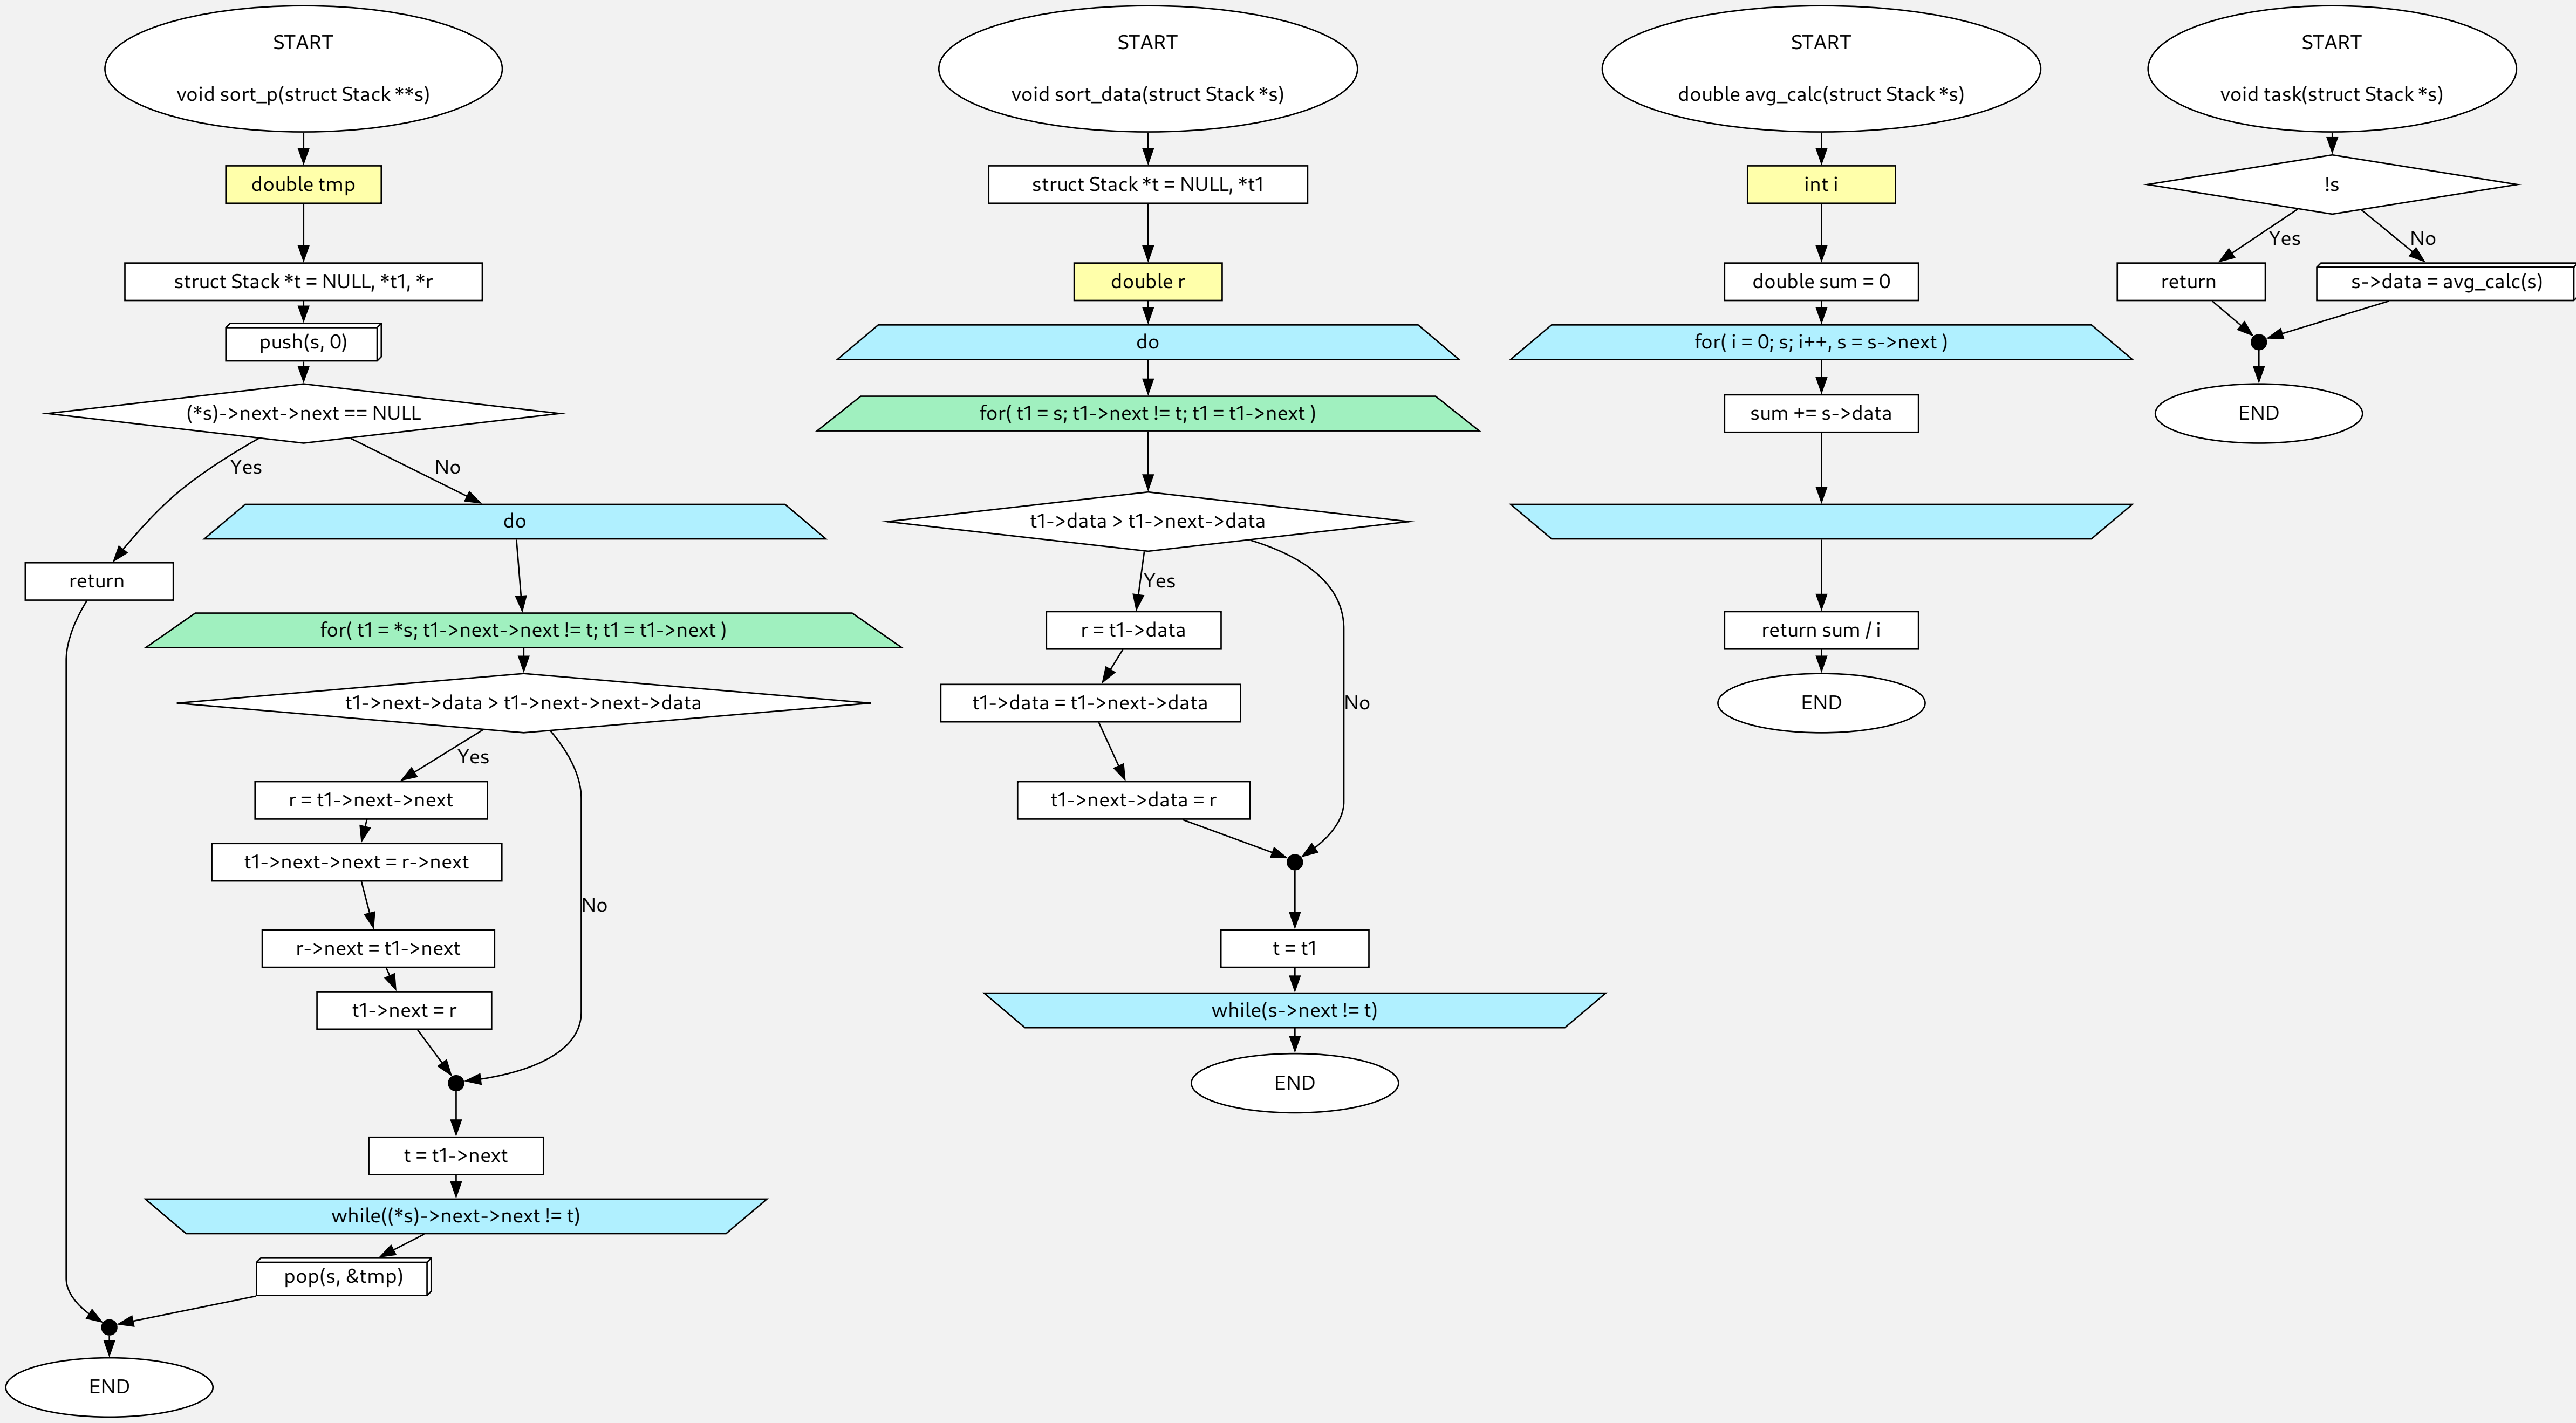 START
void sort_p(struct Stack **s)
double tmp
struct Stack *t = NULL, *t1, *r
push(s, 0)
(*s)->next->next == NULL
Yes
No
return
do
for( t1 = *s; t1->next->next != t; t1 = t1->next )
t1->next->data > t1->next->next->data
Yes
No
r = t1->next->next
t1->next->next = r->next
r->next = t1->next
t1->next = r
t = t1->next
while((*s)->next->next != t)
pop(s, &tmp)
END
START
void sort_data(struct Stack *s)
struct Stack *t = NULL, *t1
double r
do
for( t1 = s; t1->next != t; t1 = t1->next )
t1->data > t1->next->data
Yes
No
r = t1->data
t1->data = t1->next->data
t1->next->data = r
t = t1
while(s->next != t)
END
START
double avg_calc(struct Stack *s)
int i
double sum = 0
for( i = 0; s; i++, s = s->next )
sum += s->data
return sum / i
END
START
void task(struct Stack *s)
!s
Yes
No
return
s->data = avg_calc(s)
END